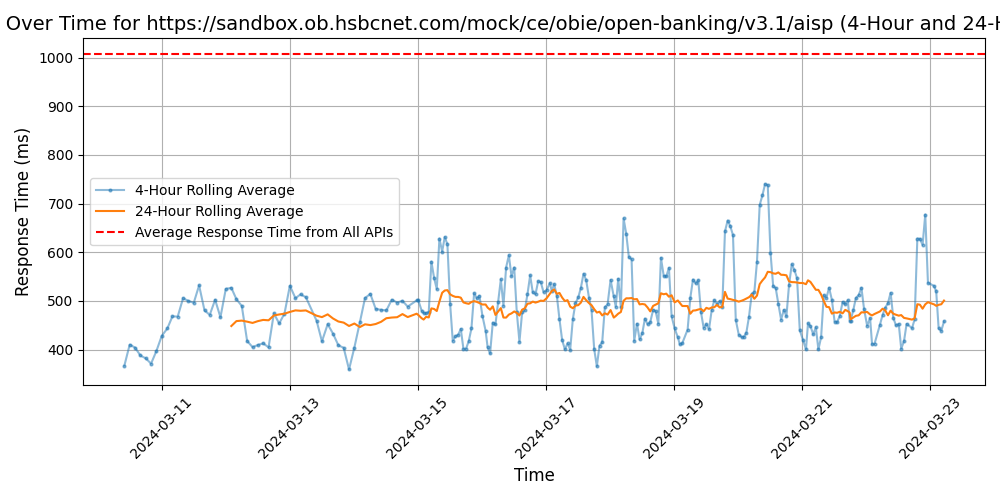 Over Time for https://sandbox.ob.hsbcnet.com/mock/ce/obie/open-banking/v3.1/aisp (4-Hour and 24-H
Response Time (ms)
1000
900
800
700
600
500
400
4-Hour Rolling Average
24-Hour Rolling Average
Average Response Time from All APIs
2024-03-11
2024-03-13
2024-03-15
2024-03-17
2024-03-19
2024-03-21
2024-03-23
Time